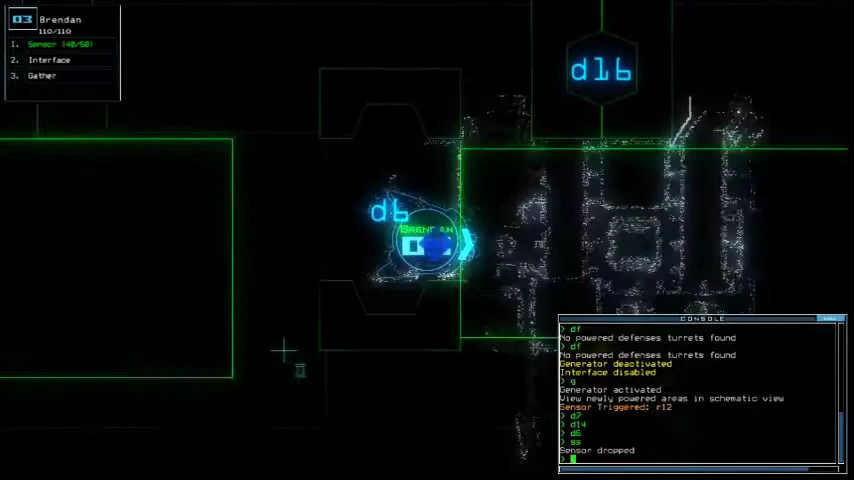 03 Brendan
110/110
1. Sensor (40/50)
2. Interface
3. Gather
d16
d6
BRENDAN
CONSOLE
> df
No powered defenses turrets found
> df
No powered defenses turrets found
Generator deactivated
Interface disabled
> g
Generator activated
View newly powered areas in schematic view
Sensor Triggered: r12
> d7
> d14
> d6
> ss
Sensor dropped
>